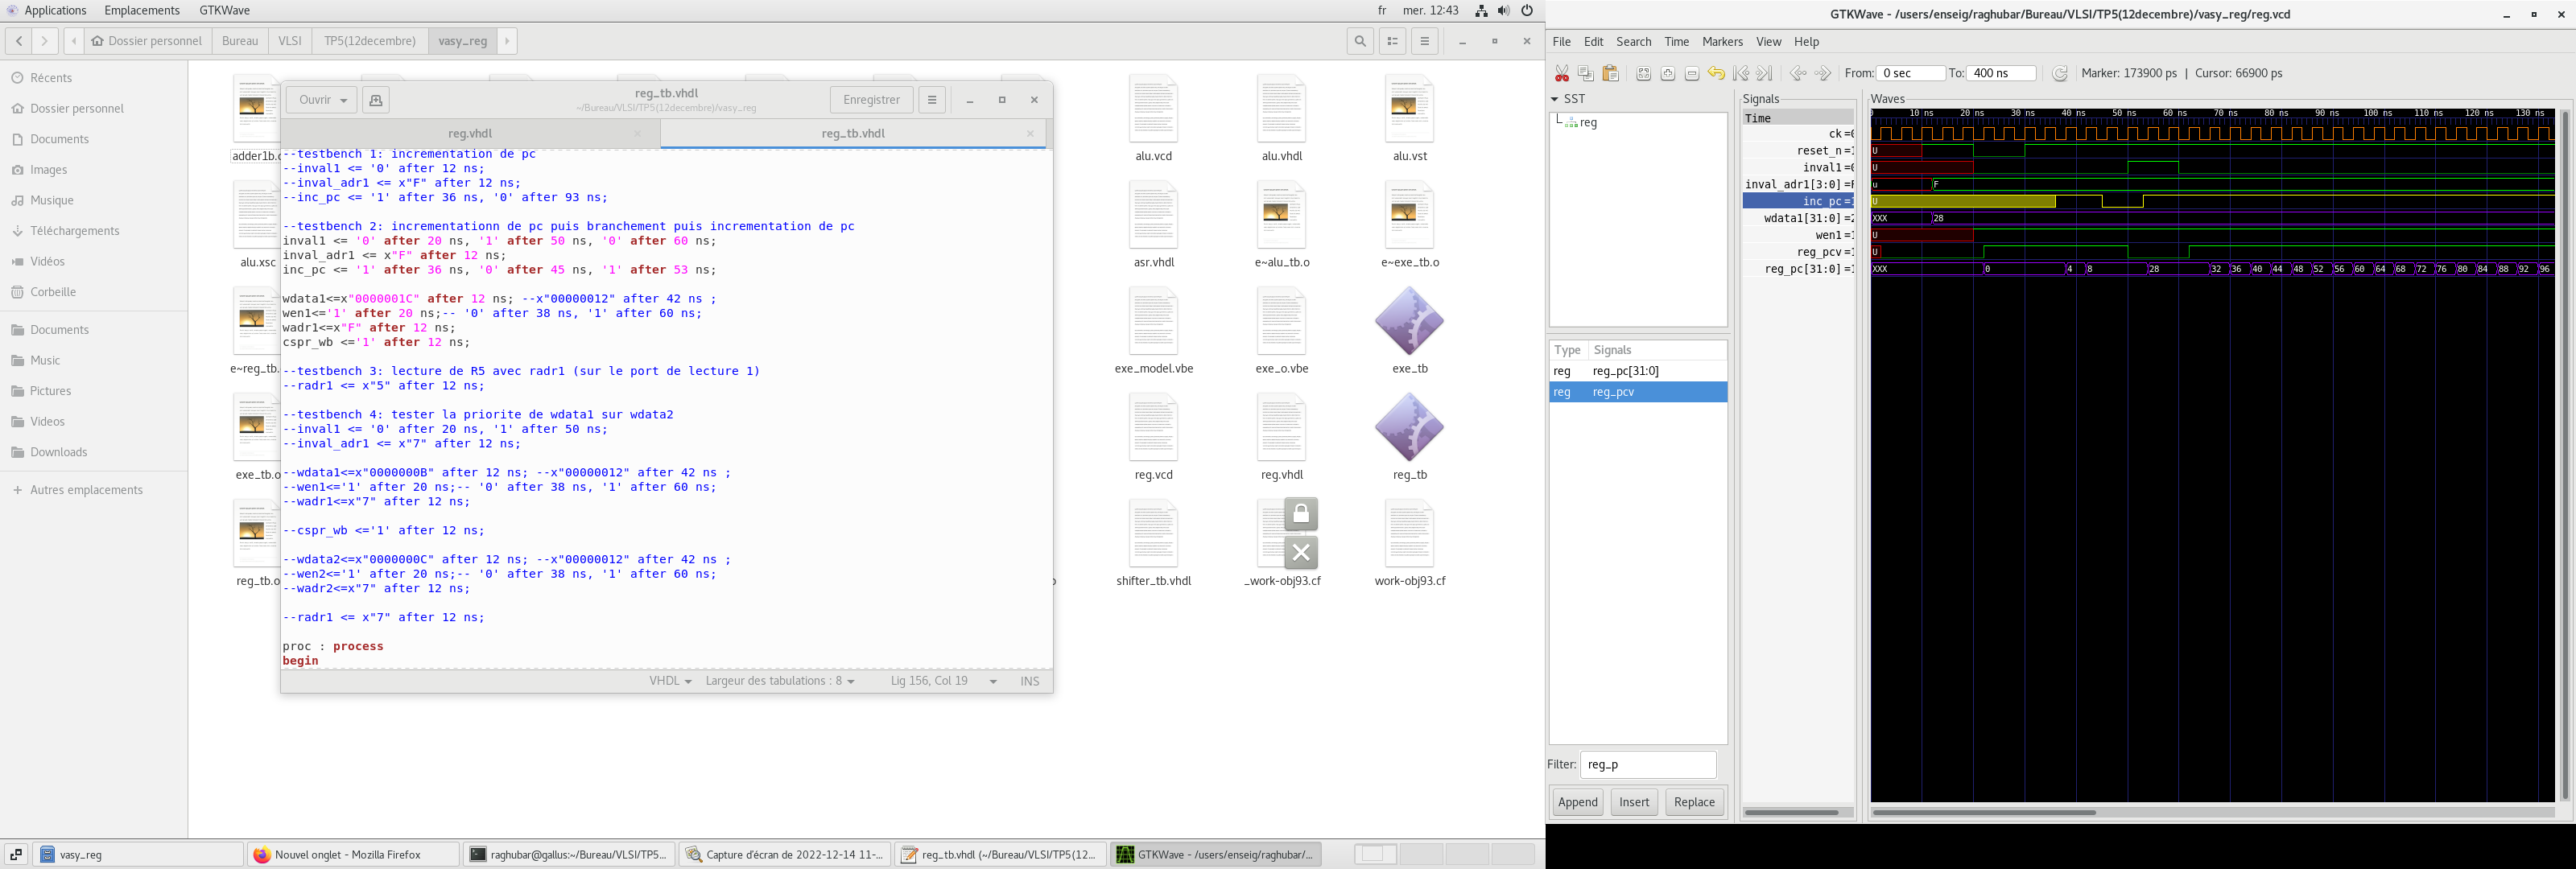 Applications Emplacements GTKWave fr mer. 12:43
Dossier personnel Bureau VLSI TP5(12decembre) vasy_reg
Récents
Dossier personnel
Documents
Images
Musique
Téléchargements
Vidéos
Corbeille
Documents
Music
Pictures
Videos
Downloads
Autres emplacements
adder1b.
alu.xsc
e~reg_tb.
exe_tb.o
reg_tb.o
alu.vcd alu.vhdl alu.vst
asr.vhdl e~alu_tb.o e~exe_tb.o
exe_model.vbe exe_o.vbe exe_tb
reg.vcd reg.vhdl reg_tb
shifter_tb.vhdl _work-obj93.cf work-obj93.cf
Ouvrir reg_tb.vhdl Enregistrer
~/Bureau/VLSI/TP5(12decembre)/vasy_reg
reg.vhdl reg_tb.vhdl
--testbench 1: incrementation de pc
--inval1 <= '0' after 12 ns;
--inval_adr1 <= x"F" after 12 ns;
--inc_pc <= '1' after 36 ns, '0' after 93 ns;
--testbench 2: incrementationn de pc puis branchement puis incrementation de pc
inval1 <= '0' after 20 ns, '1' after 50 ns, '0' after 60 ns;
inval_adr1 <= x"F" after 12 ns;
inc_pc <= '1' after 36 ns, '0' after 45 ns, '1' after 53 ns;
wdata1<=x"0000001C" after 12 ns; --x"00000012" after 42 ns ;
wen1<='1' after 20 ns;-- '0' after 38 ns, '1' after 60 ns;
wadr1<=x"F" after 12 ns;
cspr_wb <='1' after 12 ns;
--testbench 3: lecture de R5 avec radr1 (sur le port de lecture 1)
--radr1 <= x"5" after 12 ns;
--testbench 4: tester la priorite de wdata1 sur wdata2
--inval1 <= '0' after 20 ns, '1' after 50 ns;
--inval_adr1 <= x"7" after 12 ns;
--wdata1<=x"0000000B" after 12 ns; --x"00000012" after 42 ns ;
--wen1<='1' after 20 ns;-- '0' after 38 ns, '1' after 60 ns;
--wadr1<=x"7" after 12 ns;
--cspr_wb <='1' after 12 ns;
--wdata2<=x"0000000C" after 12 ns; --x"00000012" after 42 ns ;
--wen2<='1' after 20 ns;-- '0' after 38 ns, '1' after 60 ns;
--wadr2<=x"7" after 12 ns;
--radr1 <= x"7" after 12 ns;
proc : process
begin
VHDL Largeur des tabulations : 8 Lig 156, Col 19 INS
vasy_reg
Nouvel onglet - Mozilla Firefox
raghubar@gallus:~/Bureau/VLSI/TP5...
Capture d'écran de 2022-12-14 11-...
reg_tb.vhdl (~/Bureau/VLSI/TP5(12...
GTKWave - /users/enseig/raghubar/...
GTKWave - /users/enseig/raghubar/Bureau/VLSI/TP5(12decembre)/vasy_reg/reg.vcd
File Edit Search Time Markers View Help
From: 0 sec To: 400 ns Marker: 173900 ps | Cursor: 66900 ps
SST
reg
Type Signals
reg reg_pc[31:0]
reg reg_pcv
Filter: reg_p
Append Insert Replace
Signals
Time
ck =
reset_n =
inval1 =
inval_adr1[3:0] =
inc_pc =
wdata1[31:0] =
wen1 =
reg_pcv =
reg_pc[31:0] =
Waves
0 10 ns 20 ns 30 ns 40 ns 50 ns 60 ns 70 ns 80 ns 90 ns 100 ns 110 ns 120 ns 130 ns
U
U
u F
U
XXX 28
U
U
XXX 0 4 8 28 32 36 40 44 48 52 56 60 64 68 72 76 80 84 88 92 96